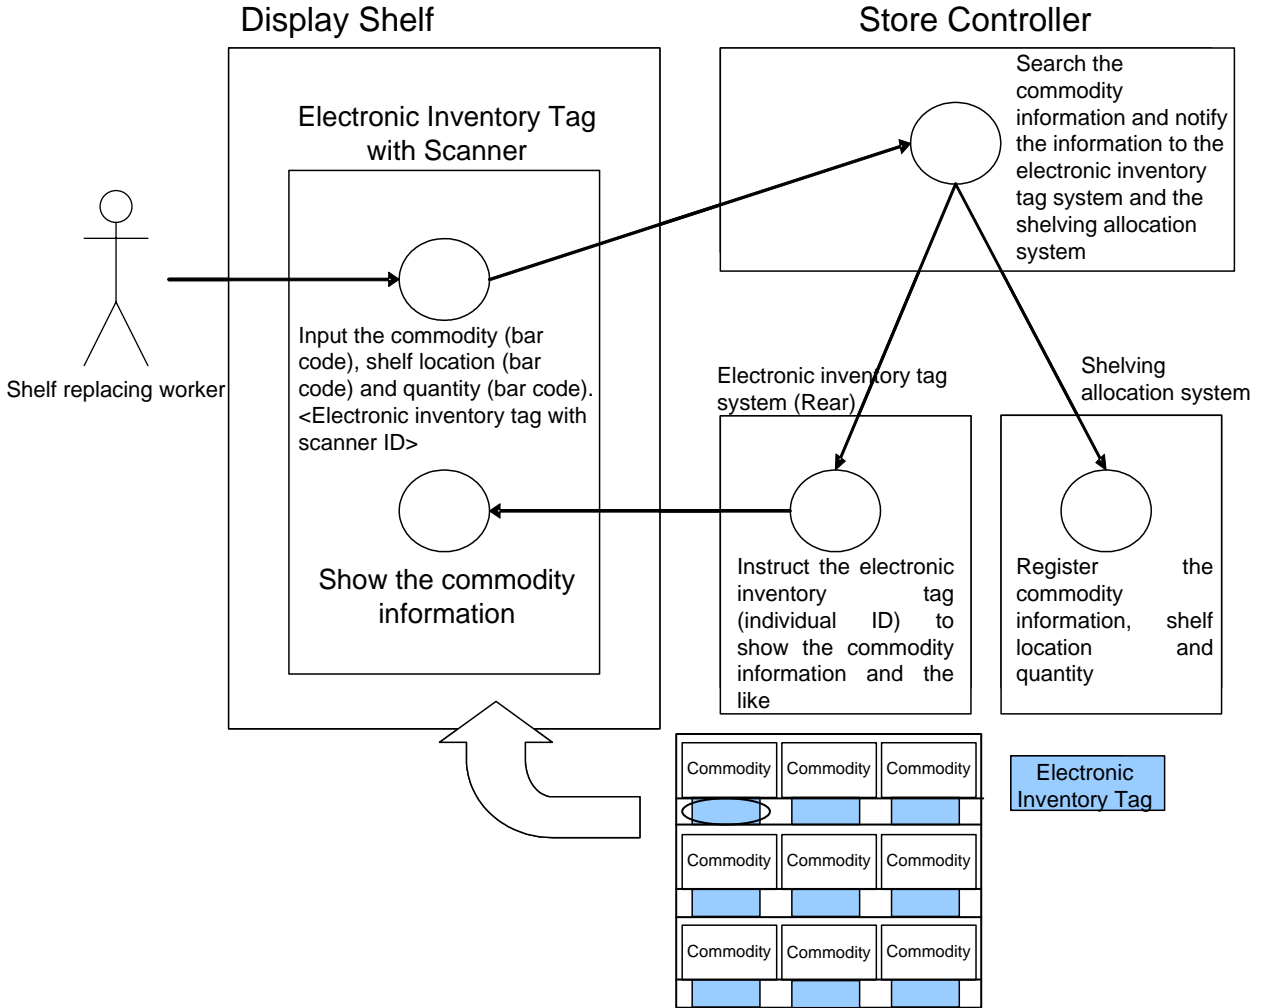 Display Shelf
Store Controller
Electronic Inventory Tag
with Scanner
Search the
commodity
information and notify
the information to the
electronic inventory
tag system and the
shelving allocation
system
Shelf replacing worker
Input the commodity (bar
code), shelf location (bar
code) and quantity (bar code).
<Electronic inventory tag with
scanner ID>
Electronic inventory tag
system (Rear)
Shelving
allocation system
Show the commodity
information
Instruct the electronic
inventory tag
(individual ID) to
show the commodity
information and the
like
Register the
commodity
information, shelf
location and
quantity
Commodity Commodity Commodity
Commodity Commodity Commodity
Commodity Commodity Commodity
Electronic
Inventory Tag